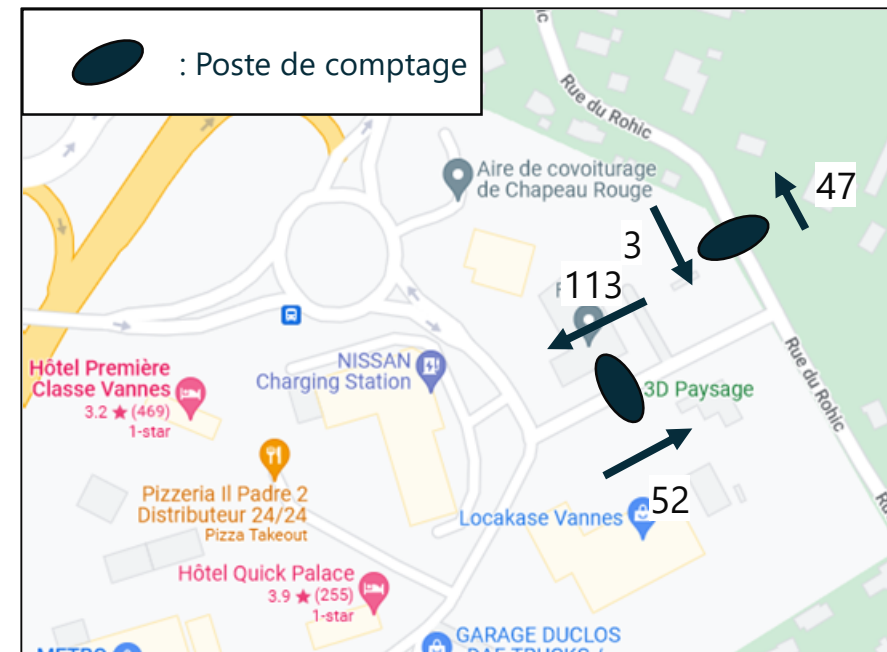 : Poste de comptage
Rue du Rohic
Aire de covoiturage
de Chapeau Rouge
47
3
113
NISSAN
Charging Station
Hôtel Première
Classe Vannes
3.2 ★ (469)
1-star
3D Paysage
Rue du Rohic
Pizzeria Il Padre 2
Distributeur 24/24
Pizza Takeout
52
Locakase Vannes
Hôtel Quick Palace
3.9 ★ (255)
1-star
GARAGE DUCLOS
METRO